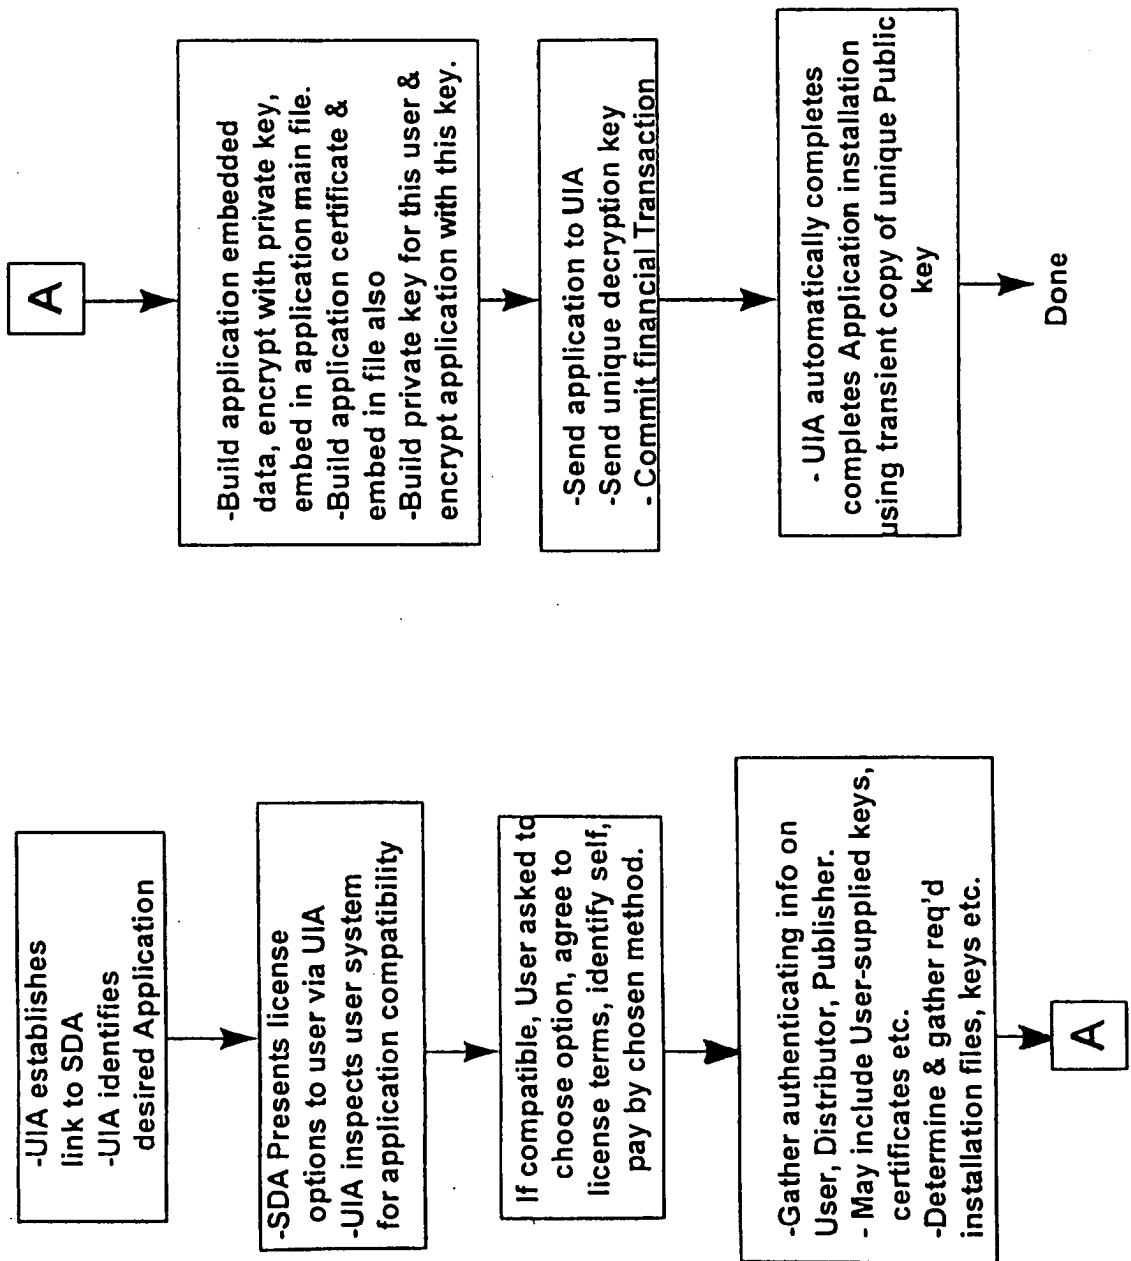 -UIA establishes
link to SDA
-UIA identifies
desired Application
-SDA Presents license
options to user via UIA
-UIA inspects user system
for application compatibility
If compatible, User asked to
choose option, agree to
license terms, identify self,
pay by chosen method.
-Gather authenticating info on
User, Distributor, Publisher.
- May include User-supplied keys,
certificates etc.
-Determine & gather req'd
installation files, keys etc.
A
A
-Build application embedded
data, encrypt with private key,
embed in application main file.
-Build application certificate &
embed in file also
-Build private key for this user &
encrypt application with this key.
-Send application to UIA
-Send unique decryption key
- Commit financial Transaction
- UIA automatically completes
completes Application installation
using transient copy of unique Public
key
Done